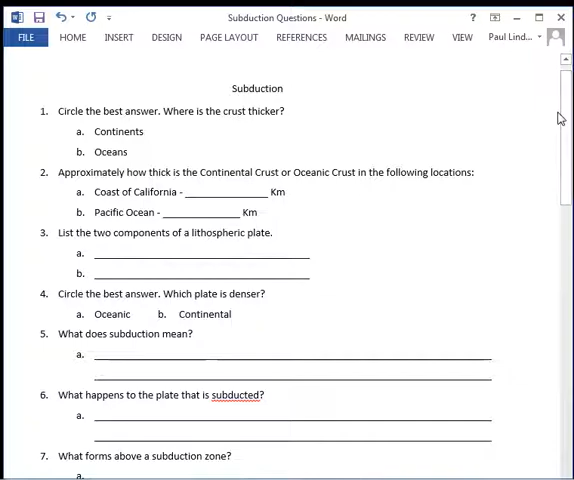 Subduction Questions - Word
?
FILE HOME INSERT DESIGN PAGE LAYOUT REFERENCES MAILINGS REVIEW VIEW Paul Lind...
Subduction
1. Circle the best answer. Where is the crust thicker?
a. Continents
b. Oceans
2. Approximately how thick is the Continental Crust or Oceanic Crust in the following locations:
a. Coast of California - _______________ Km
b. Pacific Ocean - ______________ Km
3. List the two components of a lithospheric plate.
a. ______________________________________
b. ______________________________________
4. Circle the best answer. Which plate is denser?
a. Oceanic b. Continental
5. What does subduction mean?
a. ______________________________________
______________________________________
6. What happens to the plate that is subducted?
a. ______________________________________
______________________________________
7. What forms above a subduction zone?
a.